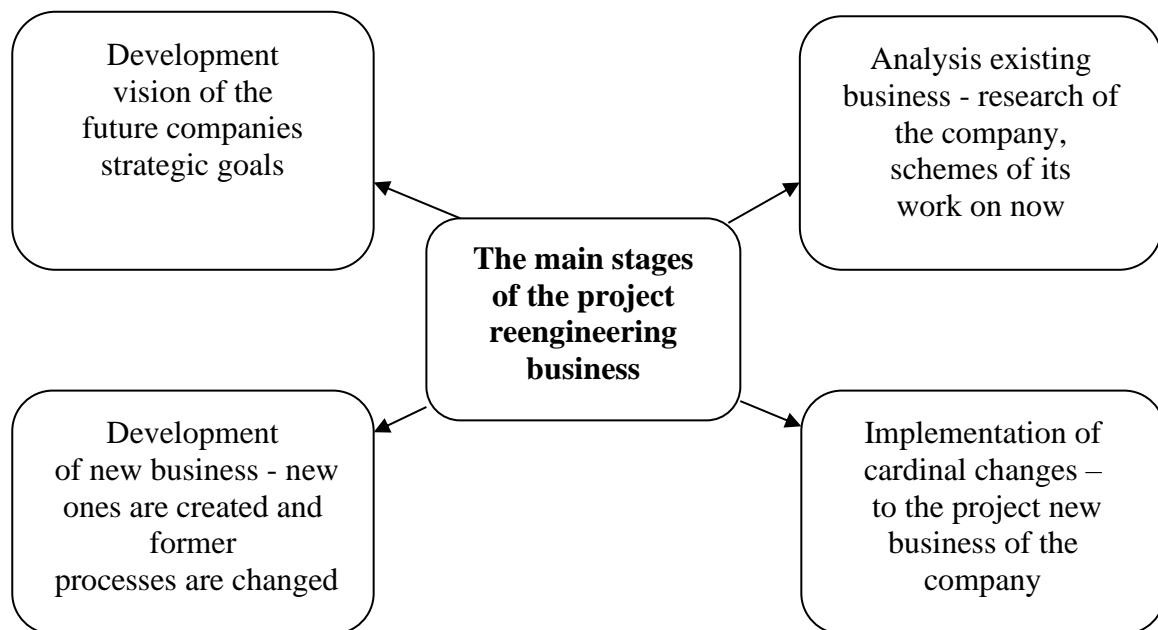 Development
vision of the
future companies
strategic goals
Analysis existing
business - research of
the company,
schemes of its
work on now
The main stages
of the project
reengineering
business
Development
of new business - new
ones are created and
former
processes are changed
Implementation of
cardinal changes –
to the project new
business of the
company